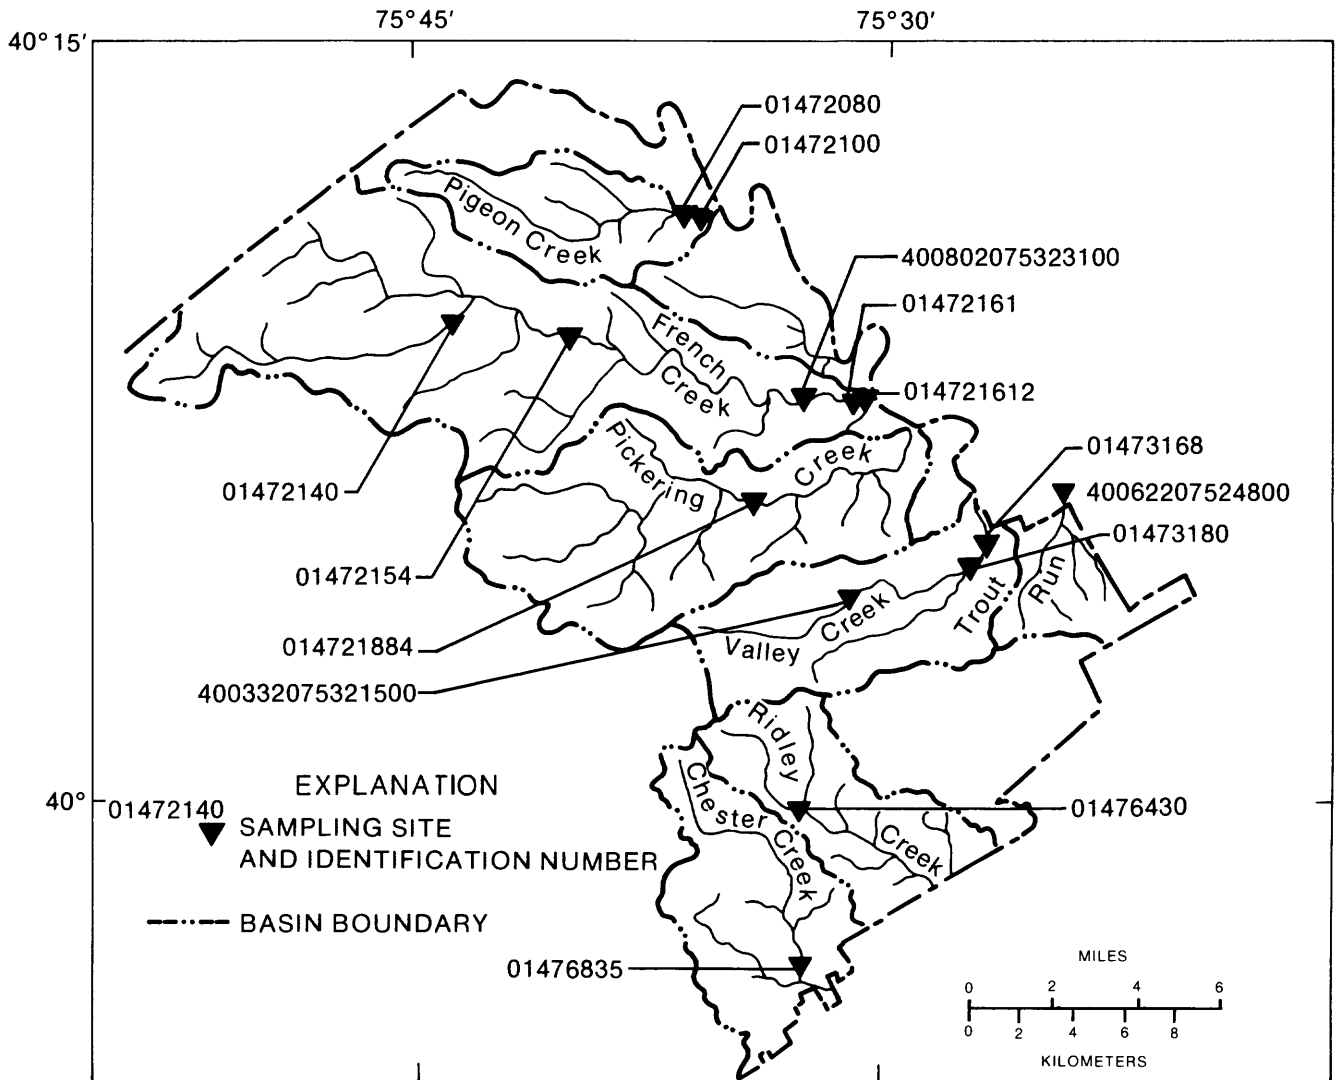 75°45'
75°30'
40°15'
01472080
01472100
Pigeon Creek
400802075323100
01472161
French
Creek
014721612
Pickering
Creek
01473168
40062207524800
01472140
01473180
01472154
Trout
Run
Valley
Creek
014721884
400332075321500
Ridley
Creek
Chester
Creek
EXPLANATION
40°
01472140
SAMPLING SITE
AND IDENTIFICATION NUMBER
01476430
BASIN BOUNDARY
01476835
MILES
0 2 4 6
0 2 4 6 8
KILOMETERS